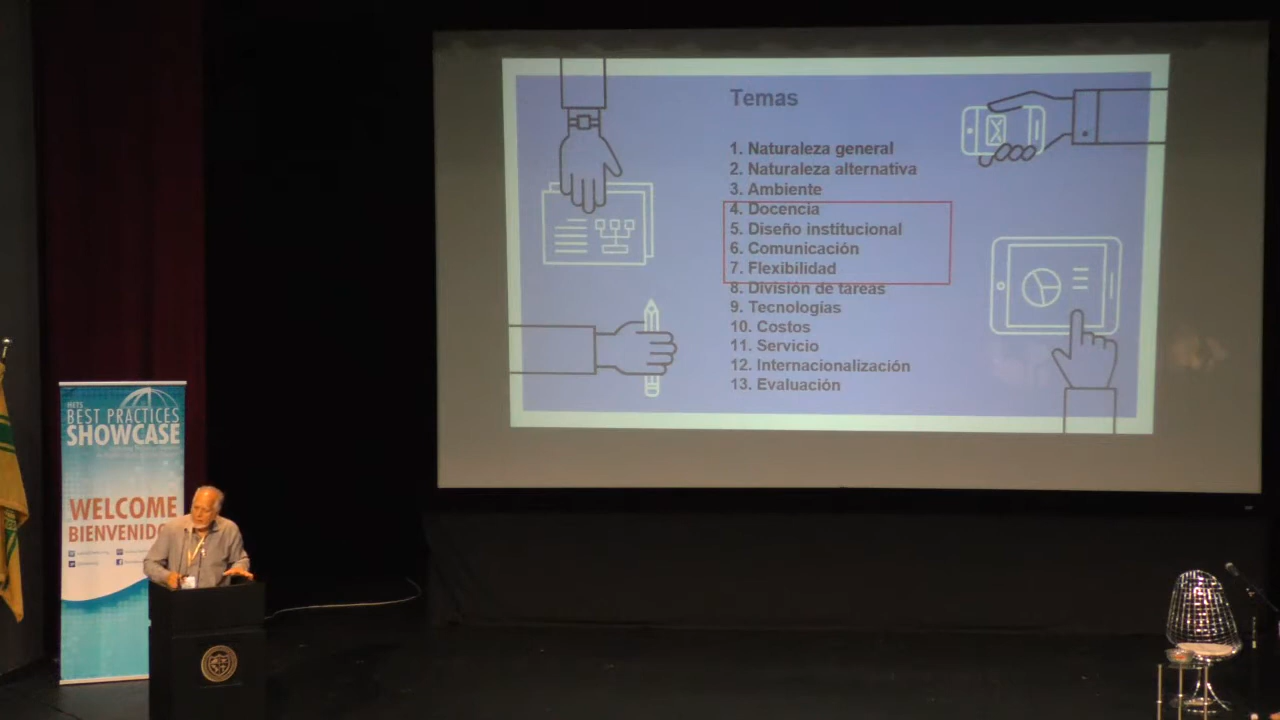 Temas
1. Naturaleza general
2. Naturaleza alternativa
3. Ambiente
4. Docencia
5. Diseño institucional
6. Comunicación
7. Flexibilidad
8. División de tareas
9. Tecnologías
10. Costos
11. Servicio
12. Internacionalización
13. Evaluación
HETS
BEST PRACTICES
SHOWCASE
WELCOME
BIENVENIDO